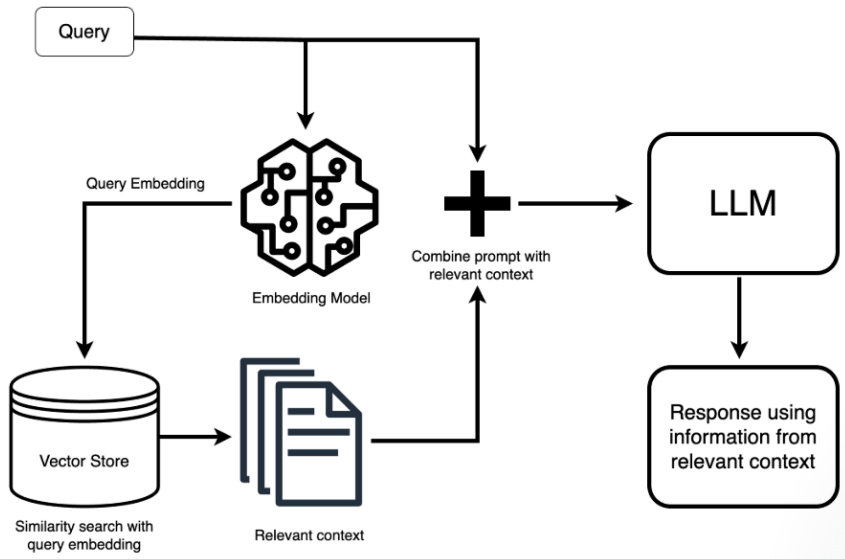 Query
Query Embedding
Embedding Model
Combine prompt with
relevant context
LLM
Vector Store
Similarity search with
query embedding
Relevant context
Response using
information from
relevant context